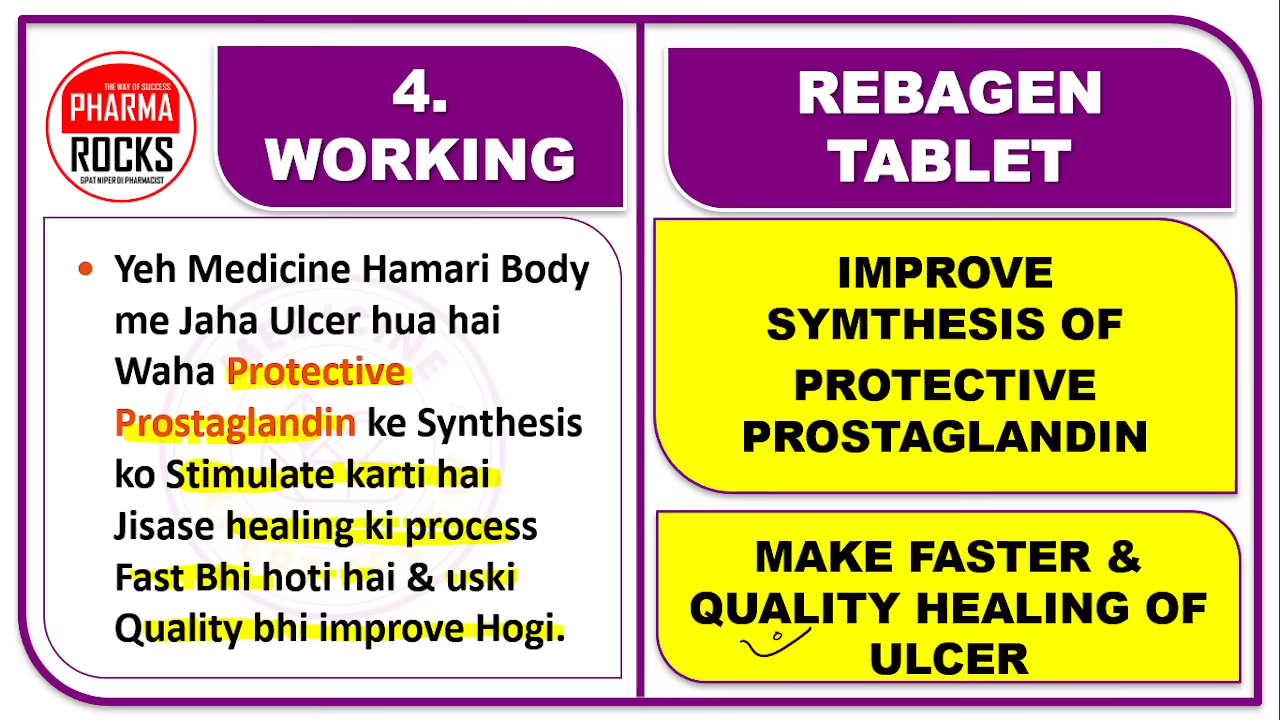 THE WAY OF SUCCESS
PHARMA
ROCKS
GPAT NIPER DI PHARMACIST
4.
WORKING
• Yeh Medicine Hamari Body
me Jaha Ulcer hua hai
Waha Protective
Prostaglandin ke Synthesis
ko Stimulate karti hai
Jisase healing ki process
Fast Bhi hoti hai & uski
Quality bhi improve Hogi.
REBAGEN
TABLET
IMPROVE
SYMTHESIS OF
PROTECTIVE
PROSTAGLANDIN
MAKE FASTER &
QUALITY HEALING OF
ULCER